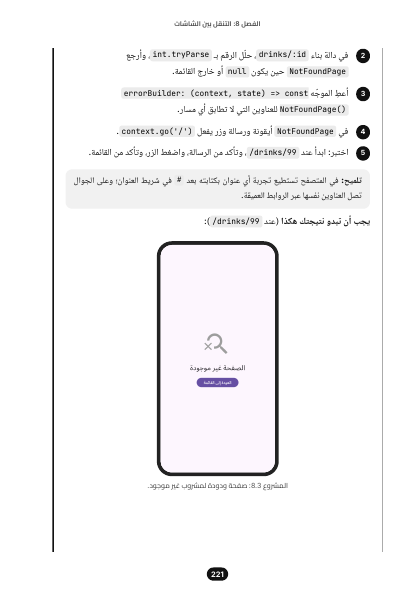 الفصل 8: التنقل بين الشاشات
2 في دالة بناء drinks/:id/، حلّل الرقم بـ int.tryParse، وأرجع
NotFoundPage حين يكون null أو خارج القائمة.
3 أعطِ الموجّه errorBuilder: (context, state) => const
NotFoundPage() للعناوين التي لا تطابق أي مسار.
4 في NotFoundPage أيقونة ورسالة وزر يفعل context.go('/').
5 اختبر: ابدأ عند /drinks/99، وتأكد من الرسالة، واضغط الزر، وتأكد من القائمة.
تلميح: في المتصفح تستطيع تجربة أي عنوان بكتابته بعد # في شريط العنوان؛ وعلى الجوال
تصل العناوين نفسها عبر الروابط العميقة.
يجب أن تبدو نتيجتك هكذا (عند /drinks/99):
الصفحة غير موجودة
العودة إلى القائمة
المشروع 8.3: صفحة ودودة لمشروب غير موجود.
221